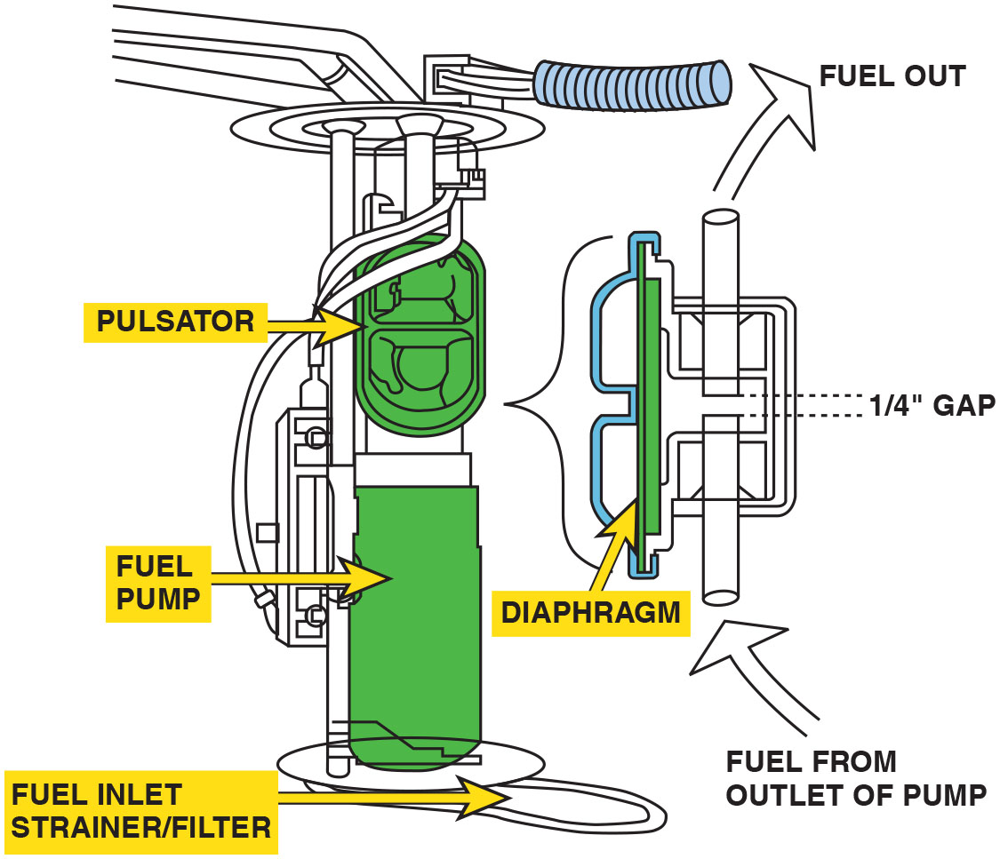 FUEL OUT
PULSATOR
1/4" GAP
FUEL
PUMP
DIAPHRAGM
FUEL FROM
OUTLET OF PUMP
FUEL INLET
STRAINER/FILTER